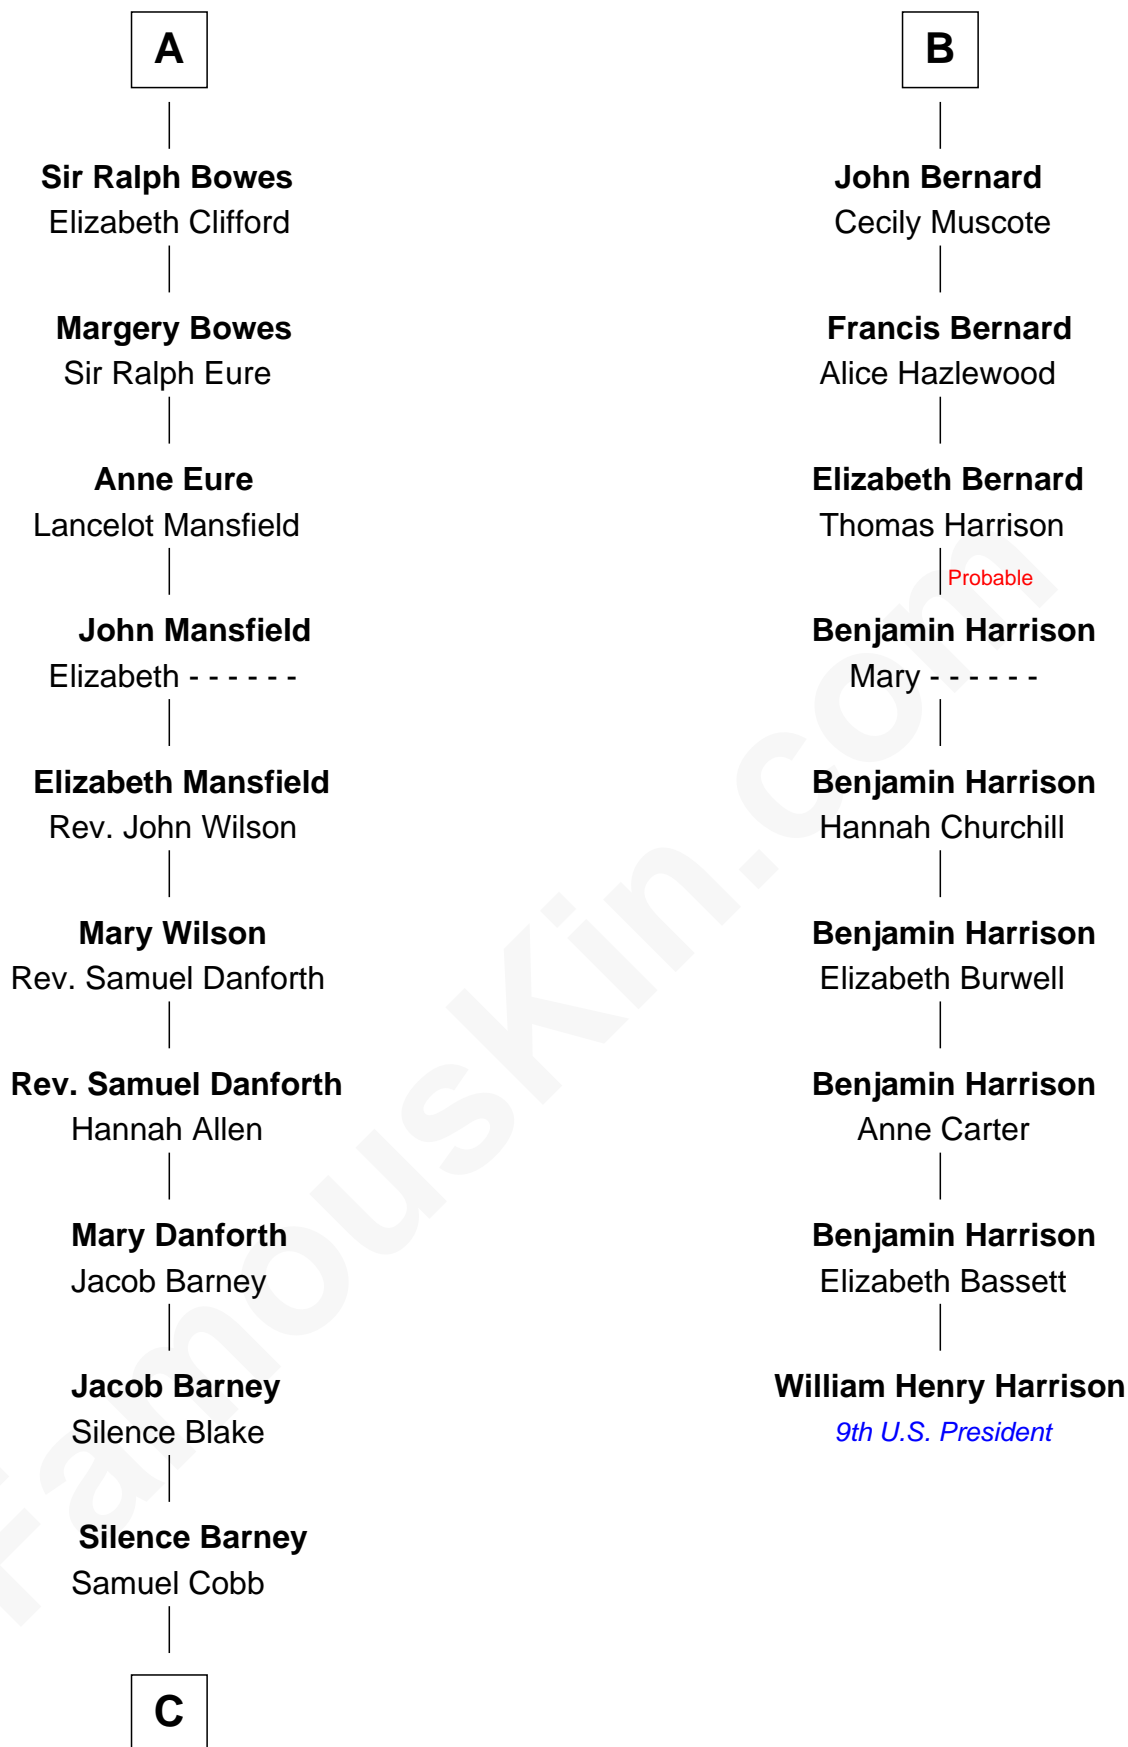 A
Sir Ralph Bowes
Elizabeth Clifford
Margery Bowes
Sir Ralph Eure
Anne Eure
Lancelot Mansfield
John Mansfield
Elizabeth - - - - - -
Elizabeth Mansfield
Rev. John Wilson
Mary Wilson
Rev. Samuel Danforth
Rev. Samuel Danforth
Hannah Allen
Mary Danforth
Jacob Barney
Jacob Barney
Silence Blake
Silence Barney
Samuel Cobb
C
B
John Bernard
Cecily Muscote
Francis Bernard
Alice Hazlewood
Elizabeth Bernard
Thomas Harrison
Probable
Benjamin Harrison
Mary - - - - - -
Benjamin Harrison
Hannah Churchill
Benjamin Harrison
Elizabeth Burwell
Benjamin Harrison
Anne Carter
Benjamin Harrison
Elizabeth Bassett
William Henry Harrison
9th U.S. President
FamousKin.com